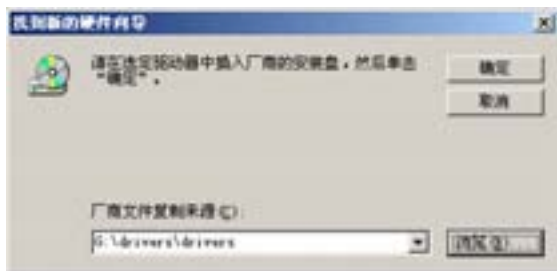 找到新的硬件向导
请在选定驱动器中插入厂商的安装盘，然后单击
“确定”。
确定
取消
厂商文件复制来源(C):
G:\drivers\drivers
浏览(B)...